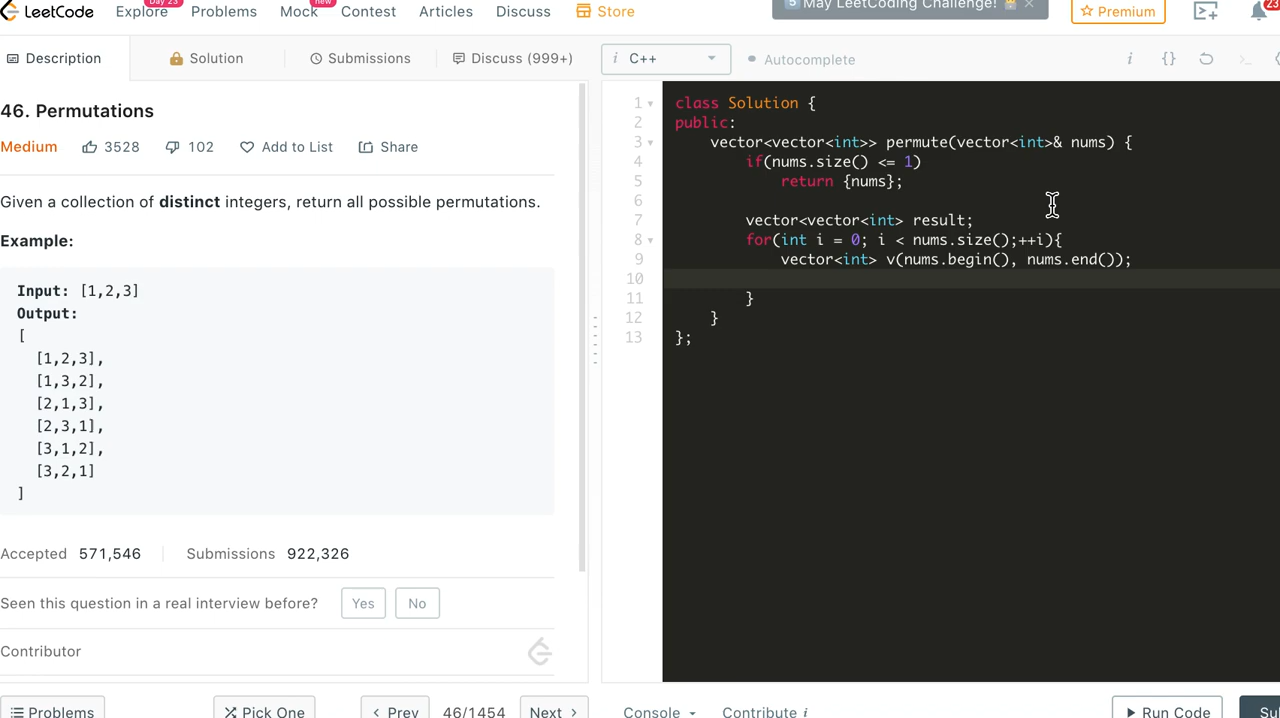 LeetCode Explore Day 23 Problems Mock new Contest Articles Discuss Store 5 May LeetCoding Challenge! × Premium 23
Description Solution Submissions Discuss (999+)
i C++ Autocomplete i {}
46. Permutations
Medium 3528 102 Add to List Share
Given a collection of distinct integers, return all possible permutations.
Example:
Input: [1,2,3]
Output:
[
[1,2,3],
[1,3,2],
[2,1,3],
[2,3,1],
[3,1,2],
[3,2,1]
]
Accepted 571,546 Submissions 922,326
Seen this question in a real interview before? Yes No
Contributor
1 class Solution {
2 public:
3 vector<vector<int>> permute(vector<int>& nums) {
4 if(nums.size() <= 1)
5 return {nums};
6
7 vector<vector<int> result;
8 for(int i = 0; i < nums.size();++i){
9 vector<int> v(nums.begin(), nums.end());
10
11 }
12 }
13 };
Problems Pick One < Prev 46/1454 Next > Console Contribute i Run Code Su